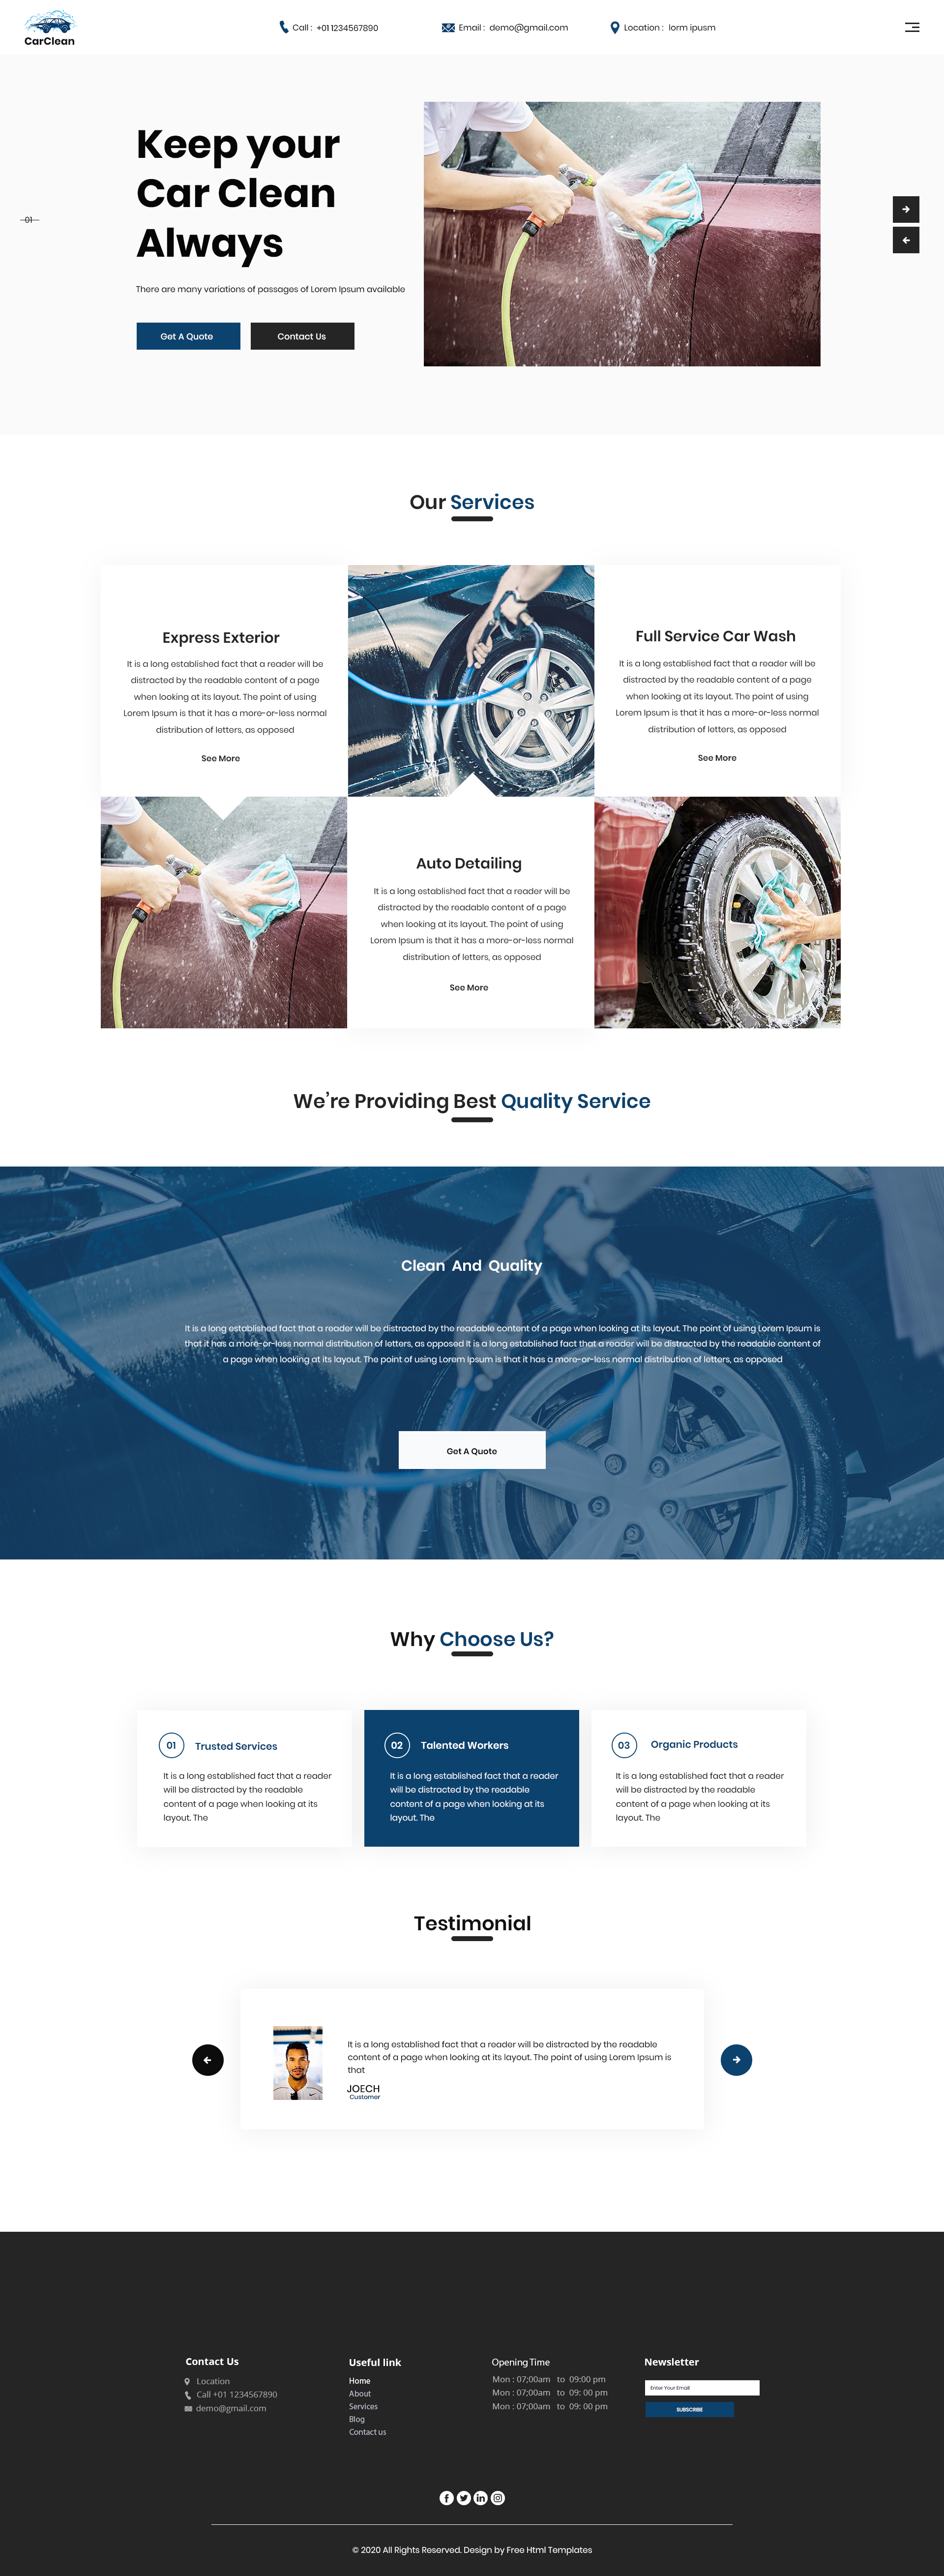 CarClean
Call : +01 1234567890
Email : demo@gmail.com
Location : lorm ipusm
01
Keep your
Car Clean
Always
There are many variations of passages of Lorem Ipsum available
Get A Quote
Contact Us
Our Services
Express Exterior
It is a long established fact that a reader will be
distracted by the readable content of a page
when looking at its layout. The point of using
Lorem Ipsum is that it has a more-or-less normal
distribution of letters, as opposed
See More
Full Service Car Wash
It is a long established fact that a reader will be
distracted by the readable content of a page
when looking at its layout. The point of using
Lorem Ipsum is that it has a more-or-less normal
distribution of letters, as opposed
See More
Auto Detailing
It is a long established fact that a reader will be
distracted by the readable content of a page
when looking at its layout. The point of using
Lorem Ipsum is that it has a more-or-less normal
distribution of letters, as opposed
See More
We're Providing Best Quality Service
Clean And Quality
It is a long established fact that a reader will be distracted by the readable content of a page when looking at its layout. The point of using Lorem Ipsum is
that it has a more-or-less normal distribution of letters, as opposed It is a long established fact that a reader will be distracted by the readable content of
a page when looking at its layout. The point of using Lorem Ipsum is that it has a more-or-less normal distribution of letters, as opposed
Get A Quote
Why Choose Us?
01
Trusted Services
It is a long established fact that a reader
will be distracted by the readable
content of a page when looking at its
layout. The
02
Talented Workers
It is a long established fact that a reader
will be distracted by the readable
content of a page when looking at its
layout. The
03
Organic Products
It is a long established fact that a reader
will be distracted by the readable
content of a page when looking at its
layout. The
Testimonial
It is a long established fact that a reader will be distracted by the readable
content of a page when looking at its layout. The point of using Lorem Ipsum is
that
JOECH
Customer
Contact Us
Location
Call +01 1234567890
demo@gmail.com
Useful link
Home
About
Services
Blog
Contact us
Opening Time
Mon : 07;00am to 09:00 pm
Mon : 07;00am to 09: 00 pm
Mon : 07;00am to 09: 00 pm
Newsletter
Enter Your Email
SUBSCRIBE
© 2020 All Rights Reserved. Design by Free Html Templates